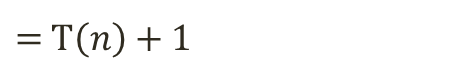 = T(n) + 1